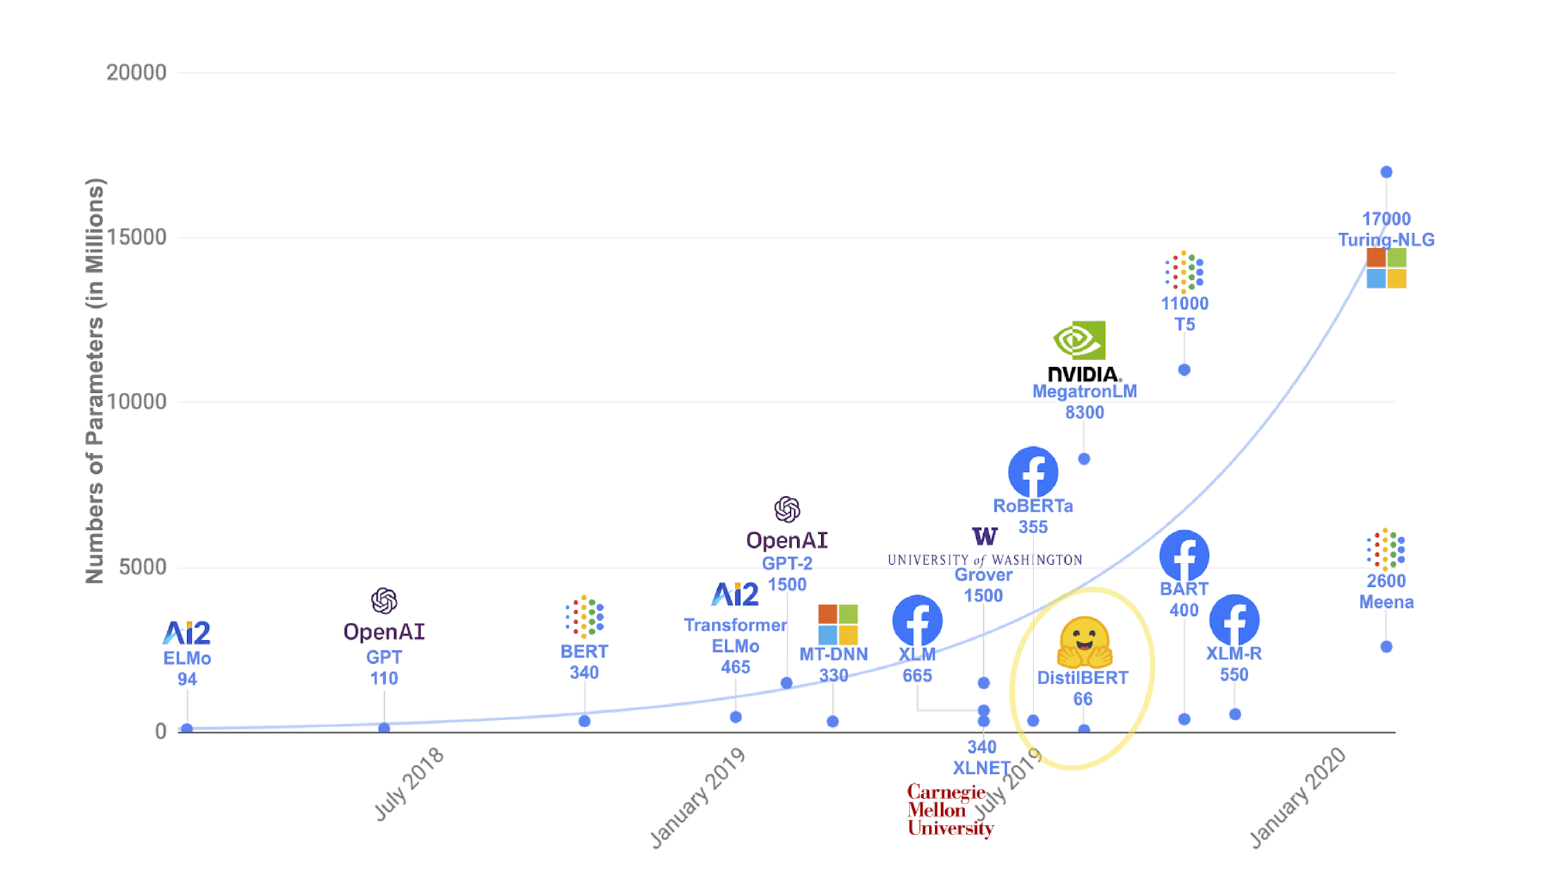 Numbers of Parameters (in Millions)
20000
15000
10000
5000
0
Ai2
ELMo
94
OpenAI
GPT
110
BERT
340
Ai2
Transformer
ELMo
465
OpenAI
GPT-2
1500
MT-DNN
330
XLM
665
W
UNIVERSITY of WASHINGTON
Grover
1500
340
XLNET
Carnegie
Mellon
University
RoBERTa
355
NVIDIA.
MegatronLM
8300
DistilBERT
66
11000
T5
BART
400
XLM-R
550
17000
Turing-NLG
2600
Meena
July 2018
January 2019
July 2019
January 2020